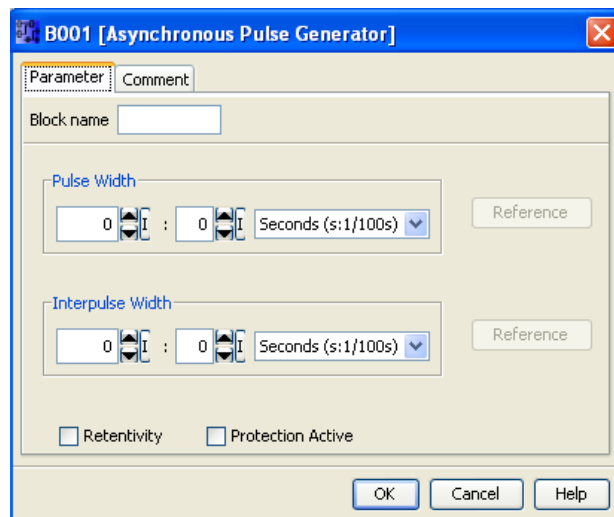 B001 [Asynchronous Pulse Generator]
Parameter Comment
Block name
Pulse Width
0 : 0 Seconds (s:1/100s) Reference
Interpulse Width
0 : 0 Seconds (s:1/100s) Reference
Retentivity Protection Active
OK Cancel Help